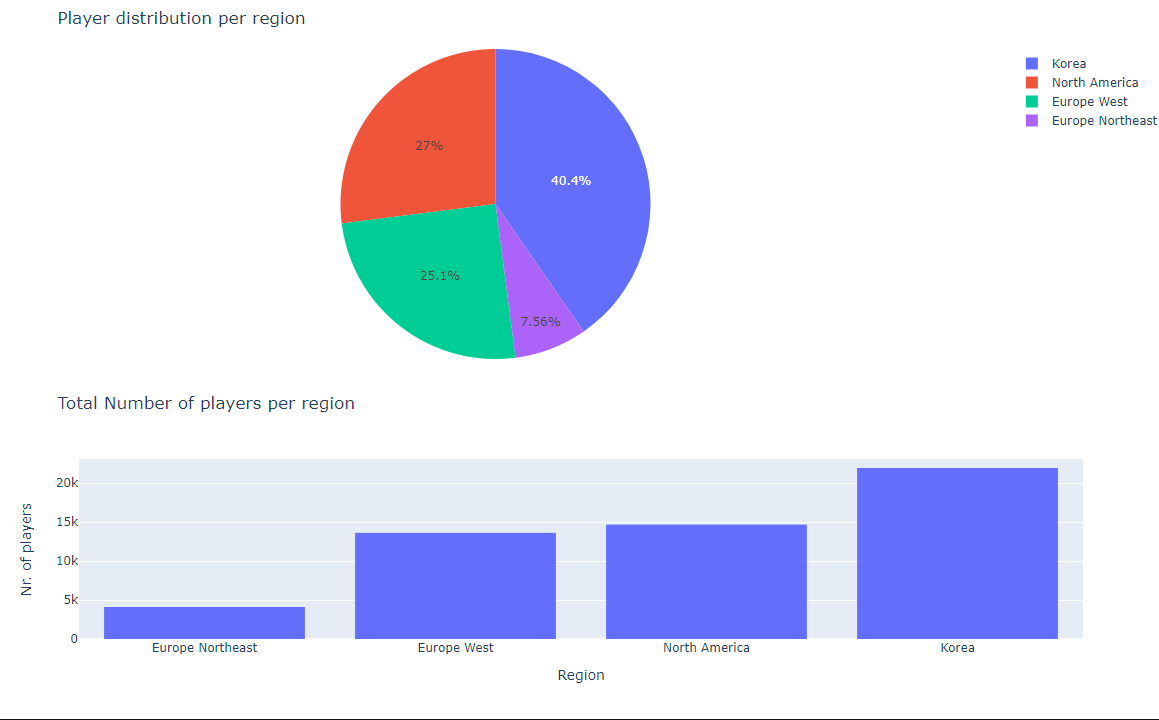 Player distribution per region
Korea
North America
Europe West
Europe Northeast
27%
40.4%
25.1%
7.56%
Total Number of players per region
20k
15k
10k
5k
0
Nr. of players
Europe Northeast
Europe West
North America
Korea
Region